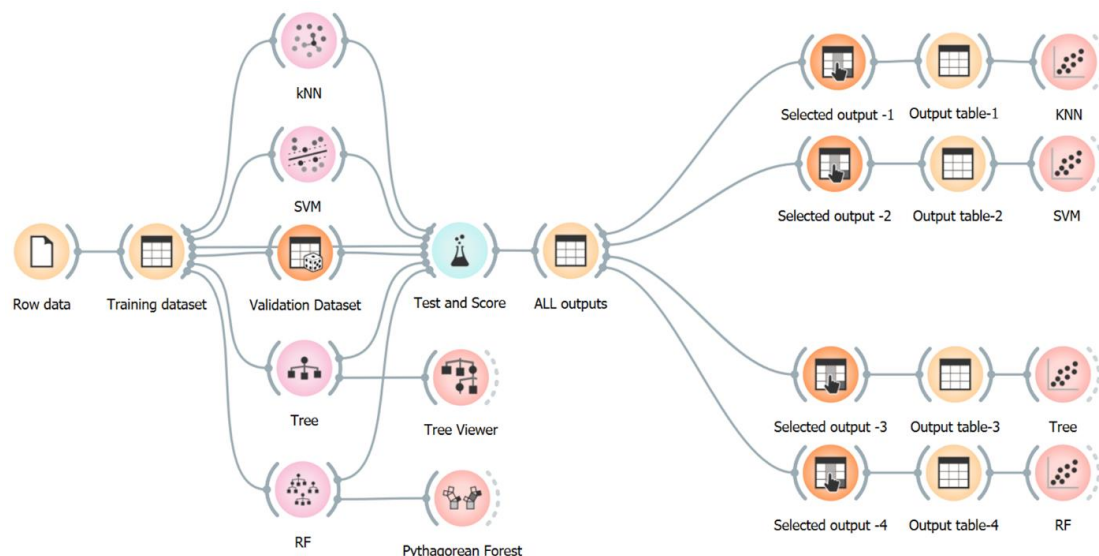 kNN
SVM
Row data
Training dataset
Validation Dataset
Test and Score
ALL outputs
Tree
Tree Viewer
RF
Pythagorean Forest
Selected output -1
Output table-1
KNN
Selected output -2
Output table-2
SVM
Selected output -3
Output table-3
Tree
Selected output -4
Output table-4
RF